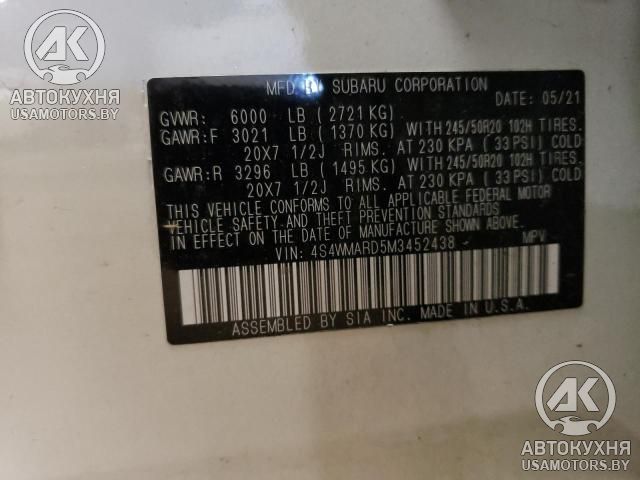 AK
АВТОКУХНЯ
USAMOTORS.BY
MFD BY SUBARU CORPORATION
DATE: 05/21
GVWR: 6000 LB (2721 KG)
GAWR:F 3021 LB (1370 KG) WITH 245/50R20 102H TIRES.
20X7 1/2J RIMS. AT 230 KPA (33 PSI) COLD
GAWR:R 3296 LB (1495 KG) WITH 245/50R20 102H TIRES.
20X7 1/2J RIMS. AT 230 KPA (33 PSI) COLD
THIS VEHICLE CONFORMS TO ALL APPLICABLE FEDERAL MOTOR
VEHICLE SAFETY AND THEFT PREVENTION STANDARDS
IN EFFECT ON THE DATE OF MANUFACTURE SHOWN ABOVE.
VIN: 4S4WMARD5M3452438 MPV
ASSEMBLED BY SIA INC. MADE IN U.S.A.
AK
АВТОКУХНЯ
USAMOTORS.BY